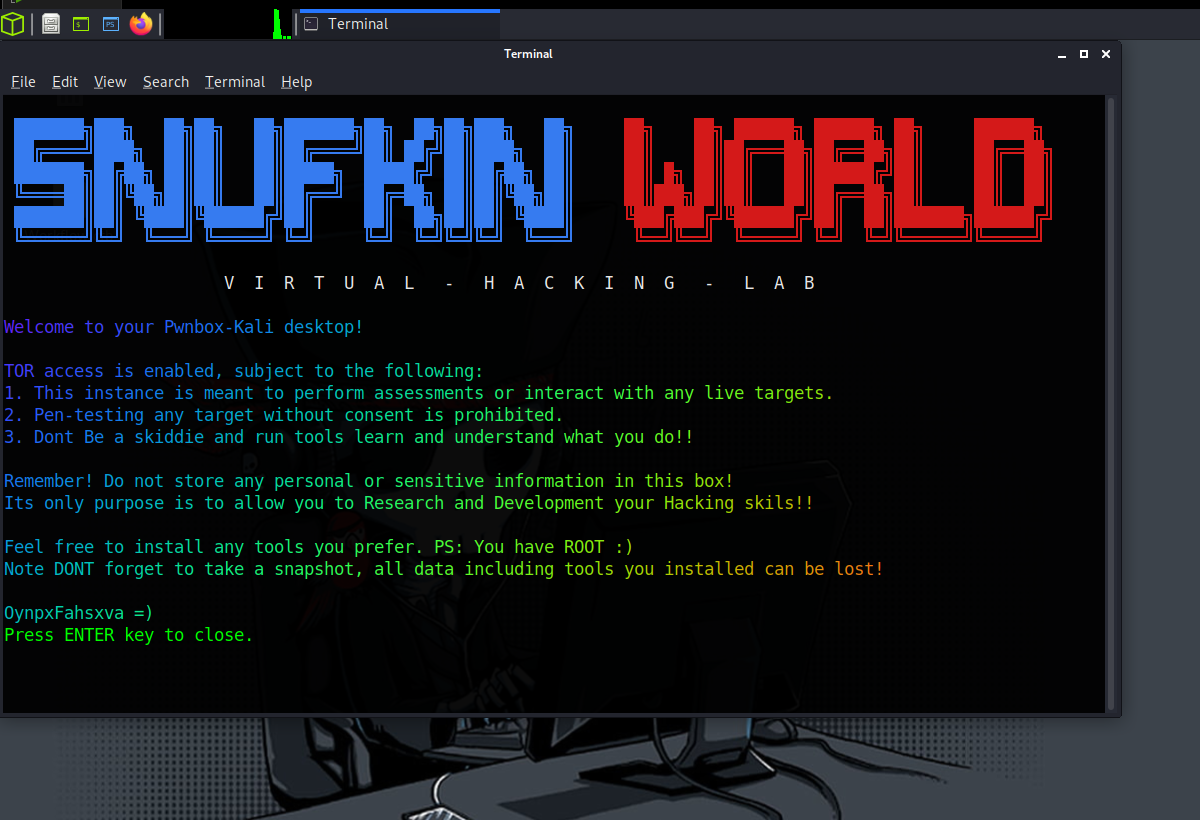 Terminal
Terminal
File Edit View Search Terminal Help
SNUFKIN WORLD
V I R T U A L - H A C K I N G - L A B
Welcome to your Pwnbox-Kali desktop!
TOR access is enabled, subject to the following:
1. This instance is meant to perform assessments or interact with any live targets.
2. Pen-testing any target without consent is prohibited.
3. Dont Be a skiddie and run tools learn and understand what you do!!
Remember! Do not store any personal or sensitive information in this box!
Its only purpose is to allow you to Research and Development your Hacking skils!!
Feel free to install any tools you prefer. PS: You have ROOT :)
Note DONT forget to take a snapshot, all data including tools you installed can be lost!
OynpxFahsxva =)
Press ENTER key to close.